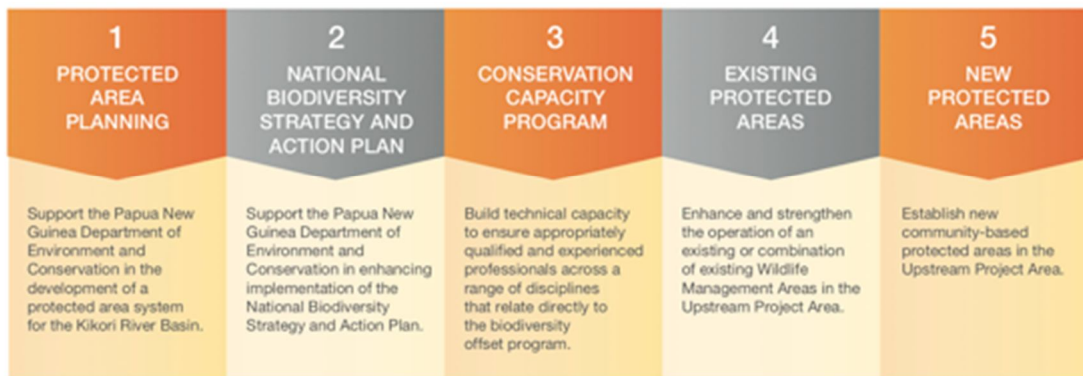 1
PROTECTED
AREA
PLANNING
Support the Papua New
Guinea Department of
Environment and
Conservation in the
development of a
protected area system
for the Kikori River Basin.
2
NATIONAL
BIODIVERSITY
STRATEGY AND
ACTION PLAN
Support the Papua New
Guinea Department of
Environment and
Conservation in enhancing
implementation of the
National Biodiversity
Strategy and Action Plan.
3
CONSERVATION
CAPACITY
PROGRAM
Build technical capacity
to ensure appropriately
qualified and experienced
professionals across a
range of disciplines
that relate directly to
the biodiversity
offset program.
4
EXISTING
PROTECTED
AREAS
Enhance and strengthen
the operation of an
existing or combination
of existing Wildlife
Management Areas in the
Upstream Project Area.
5
NEW
PROTECTED
AREAS
Establish new
community-based
protected areas in the
Upstream Project Area.